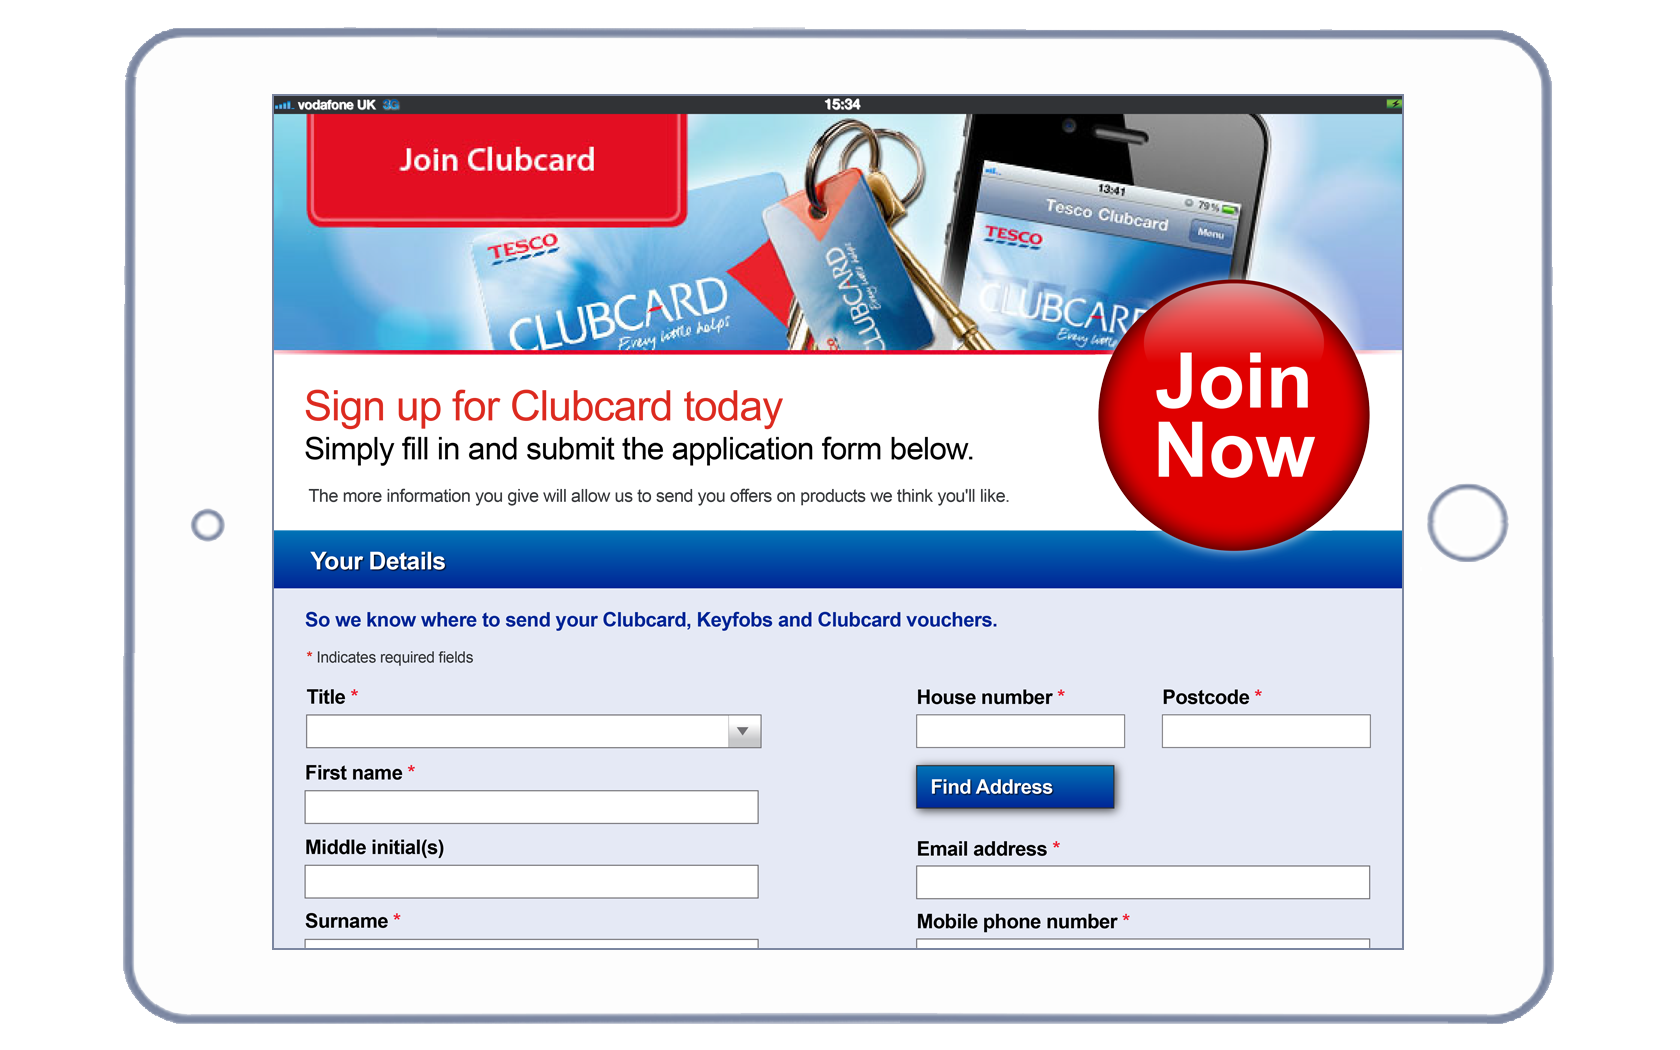 vodafone UK 3G 15:34
Join Clubcard
TESCO
CLUBCARD
Every little helps
CLUBCARD
Every little helps
13:41
79%
Tesco Clubcard
Menu
TESCO
CLUBCARD
Every little
Join
Now
Sign up for Clubcard today
Simply fill in and submit the application form below.
The more information you give will allow us to send you offers on products we think you'll like.
Your Details
So we know where to send your Clubcard, Keyfobs and Clubcard vouchers.
* Indicates required fields
Title *
House number * Postcode *
First name *
Find Address
Middle initial(s)
Email address *
Surname *
Mobile phone number *